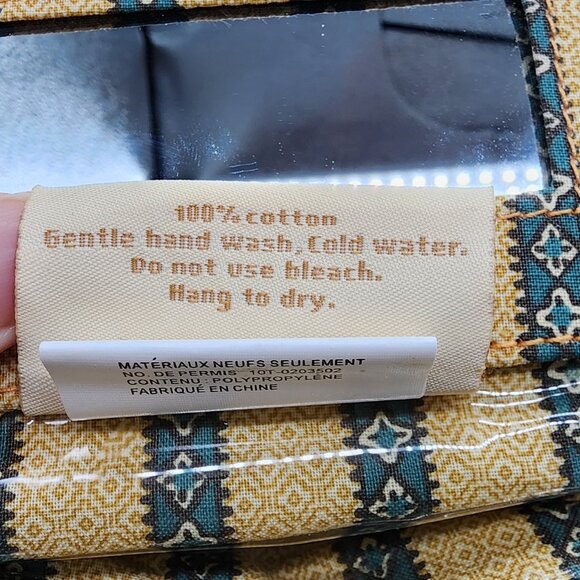 100% cotton
Gentle hand wash, Cold water.
Do not use bleach.
Hang to dry.
MATÉRIAUX NEUFS SEULEMENT
NO. DE PERMIS : 10T-0203502
CONTENU : POLYPROPYLÈNE
FABRIQUÉ EN CHINE